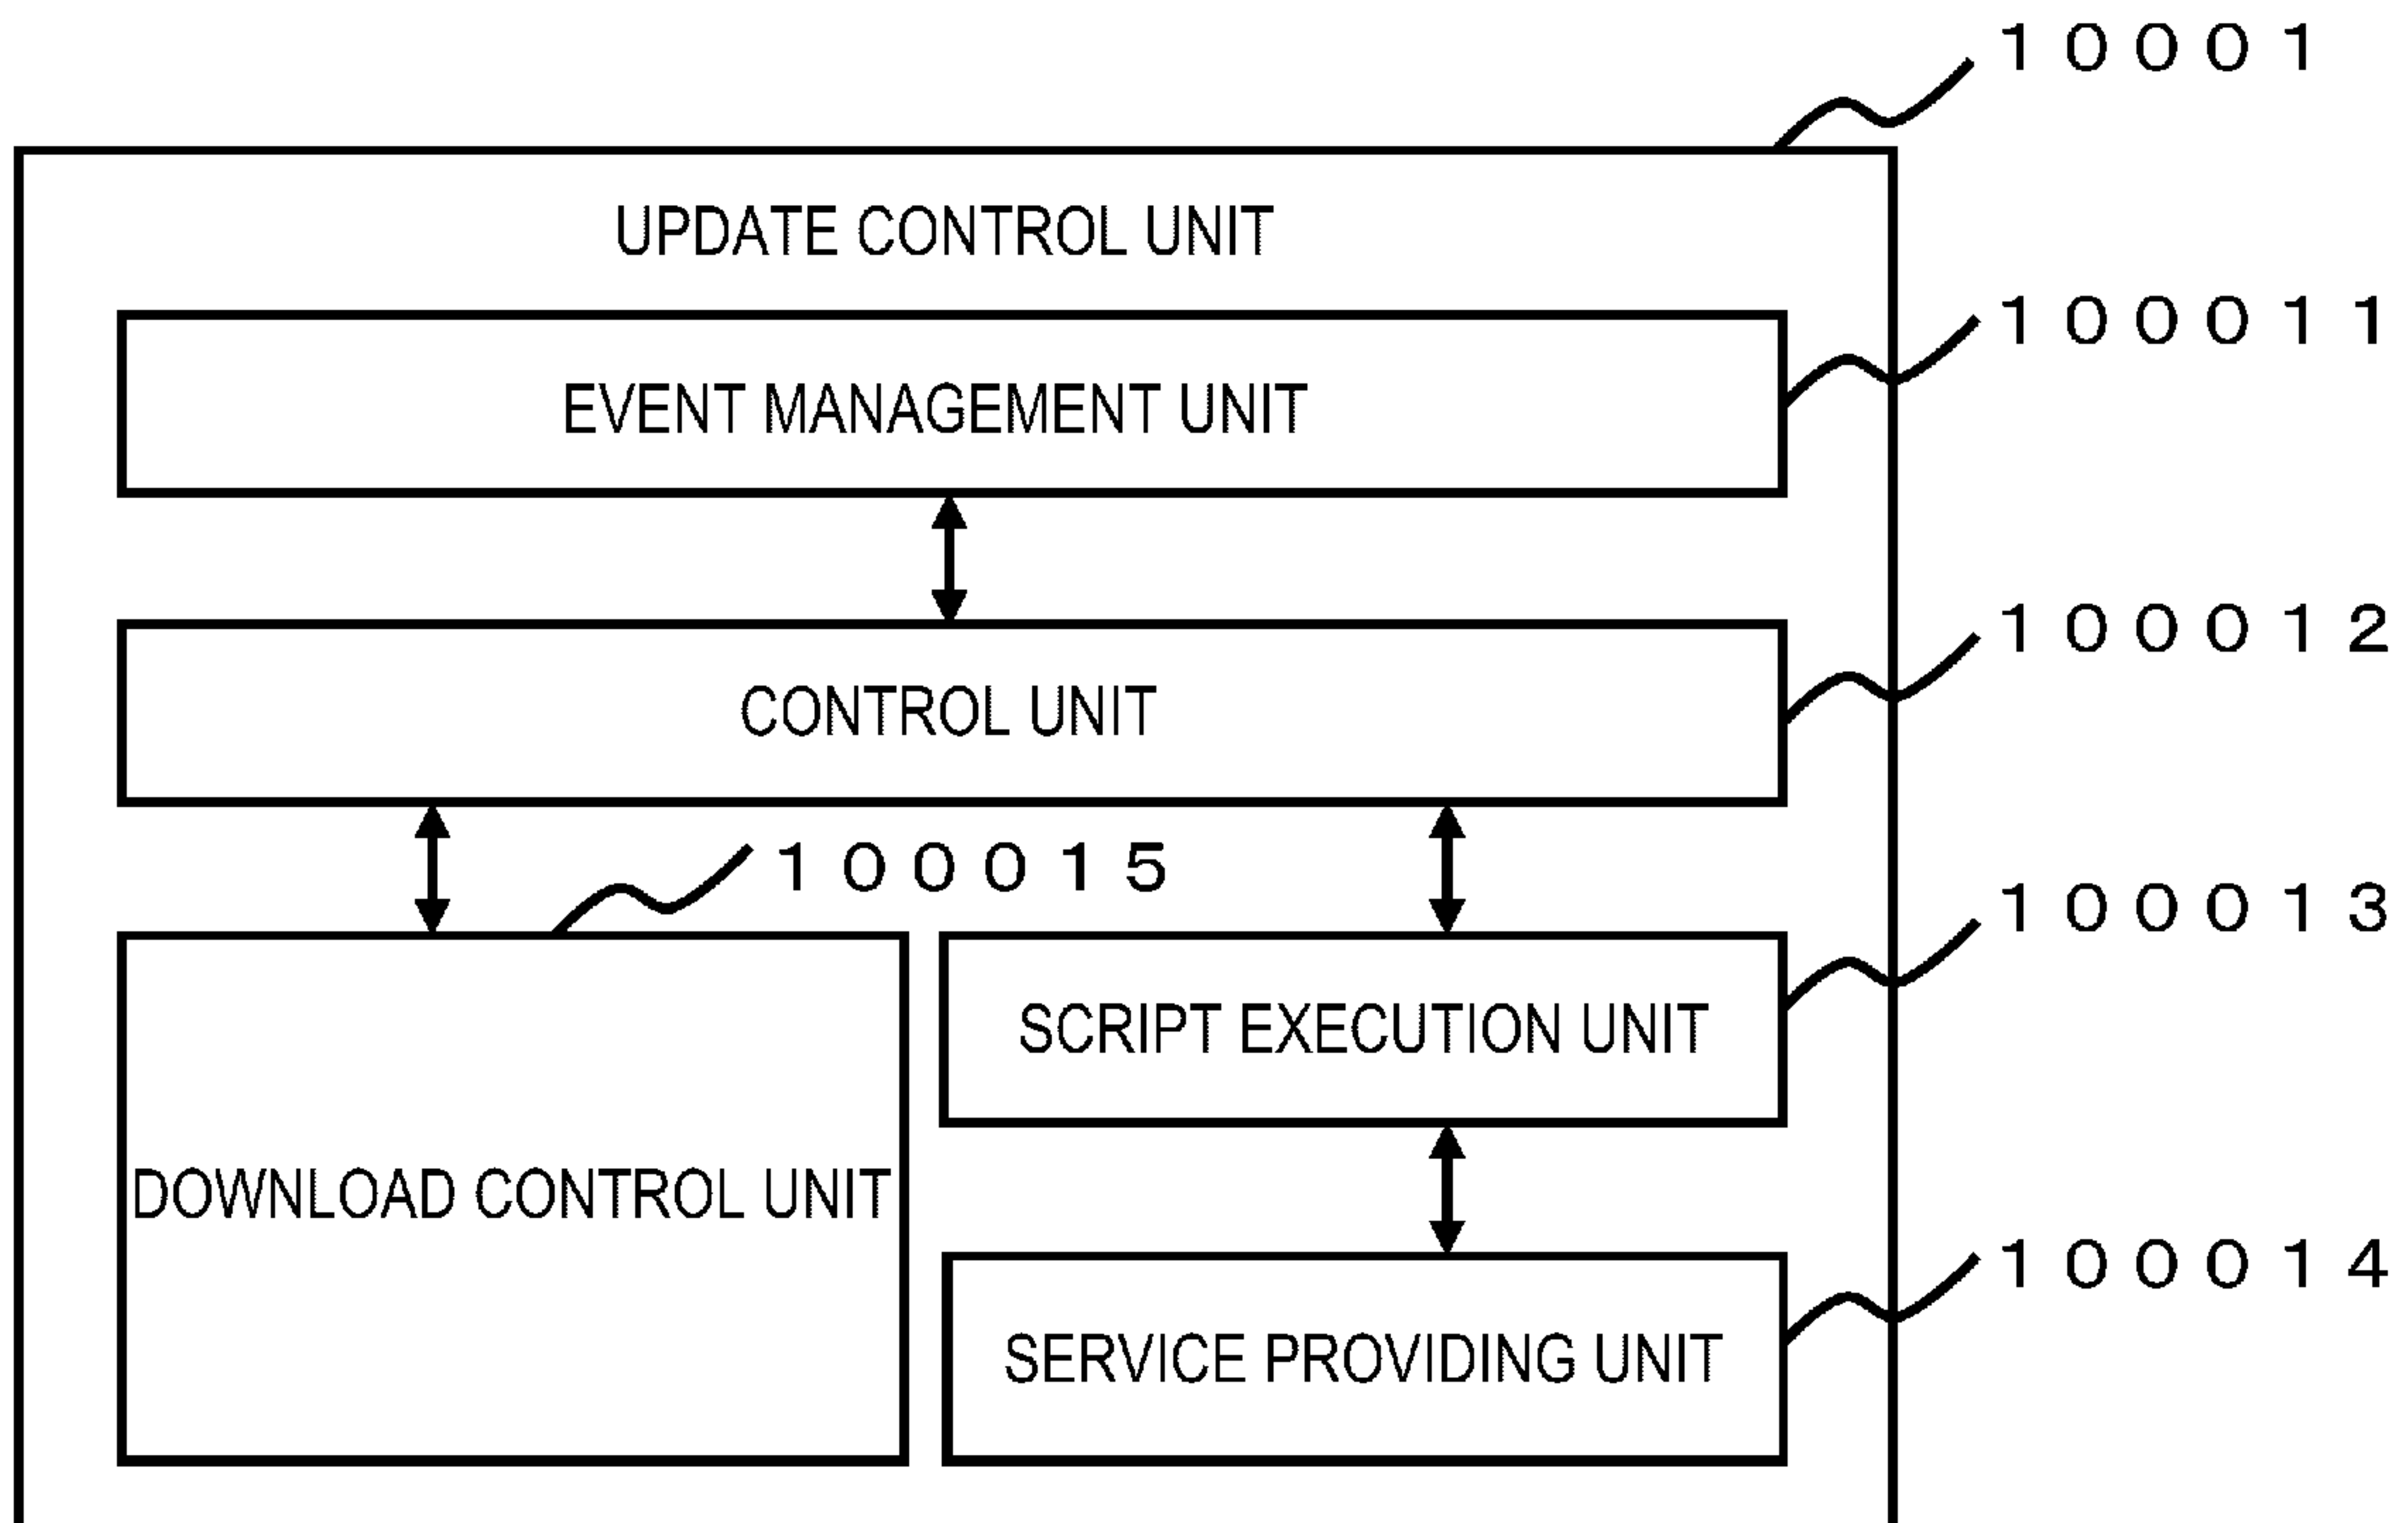 10001
UPDATE CONTROL UNIT
100011
EVENT MANAGEMENT UNIT
100012
CONTROL UNIT
100015
100013
SCRIPT EXECUTION UNIT
DOWNLOAD CONTROL UNIT
100014
SERVICE PROVIDING UNIT